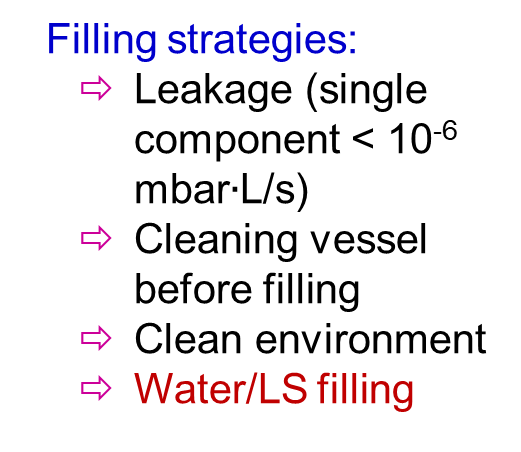 Filling strategies:
⇨ Leakage (single
component < 10⁻⁶
mbar·L/s)
⇨ Cleaning vessel
before filling
⇨ Clean environment
⇨ Water/LS filling